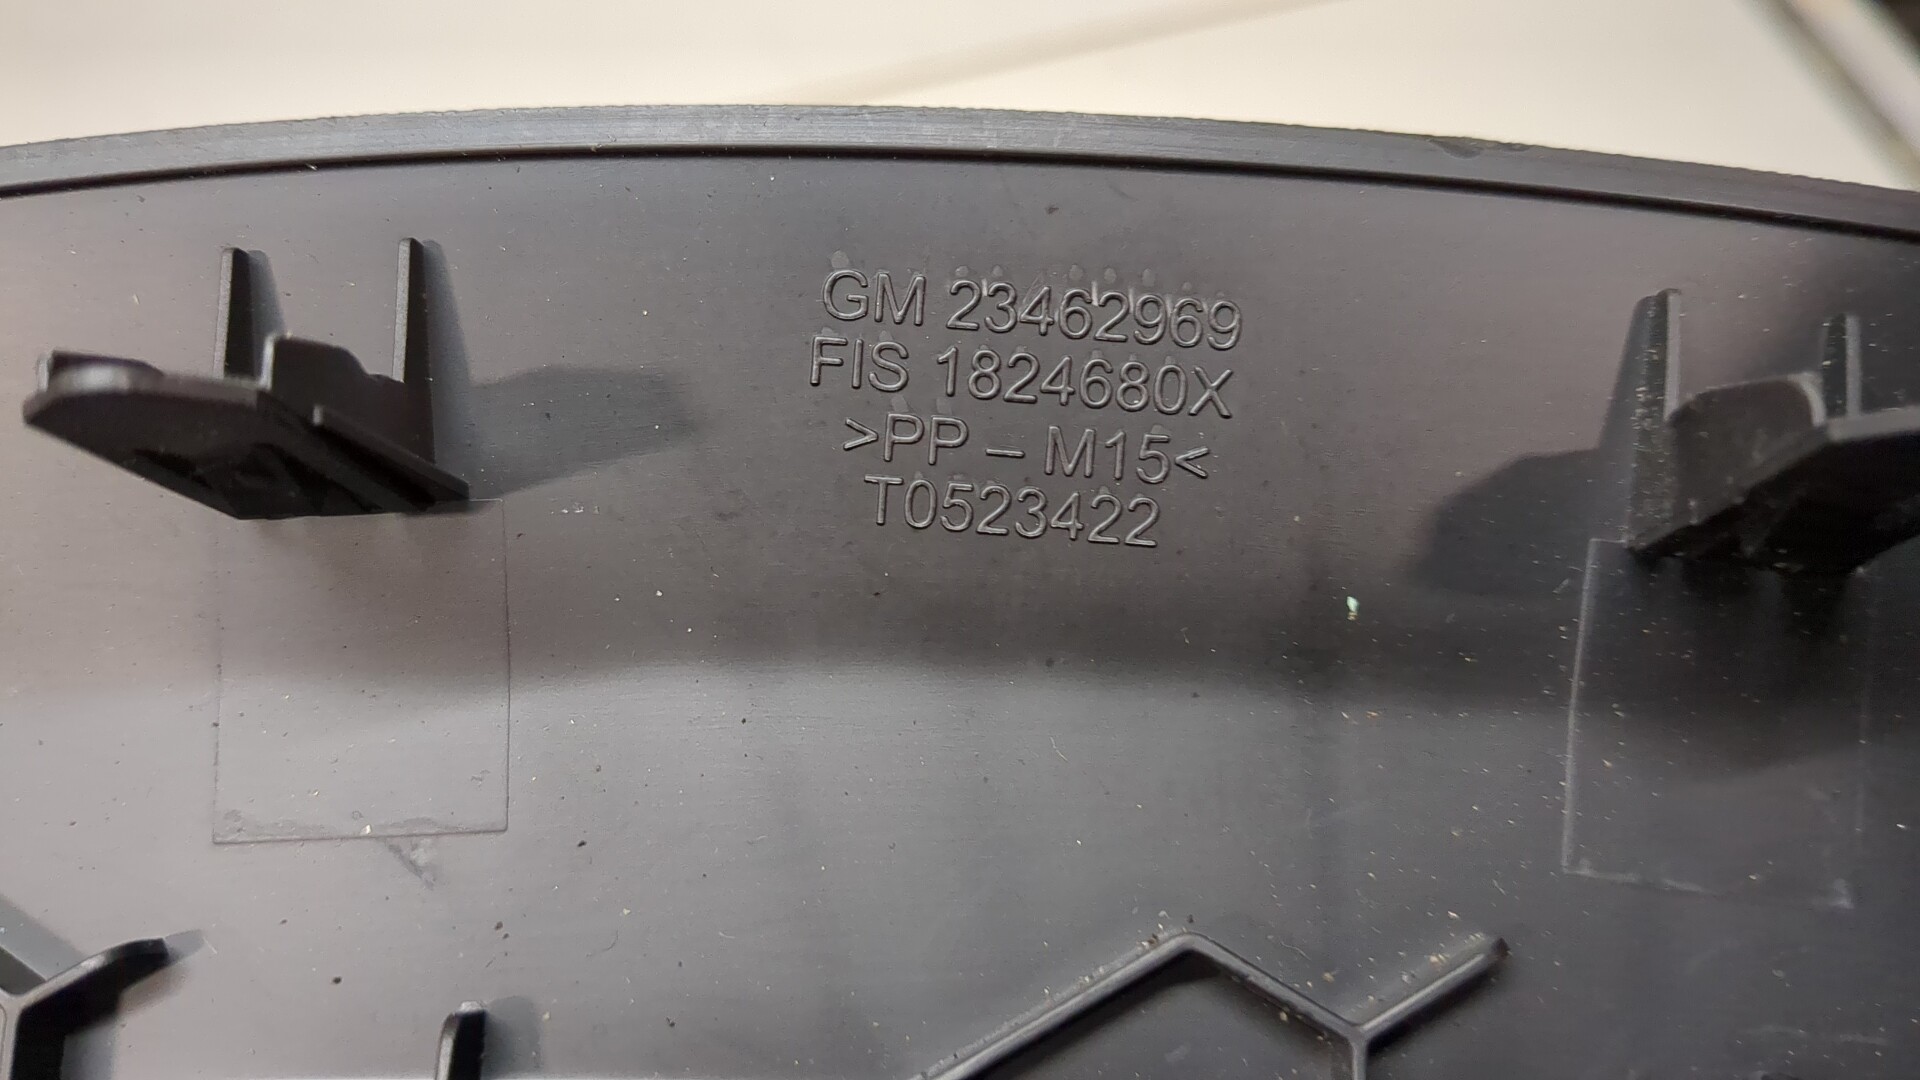 GM 23462969
FIS 1824680X
>PP – M15<
T0523422